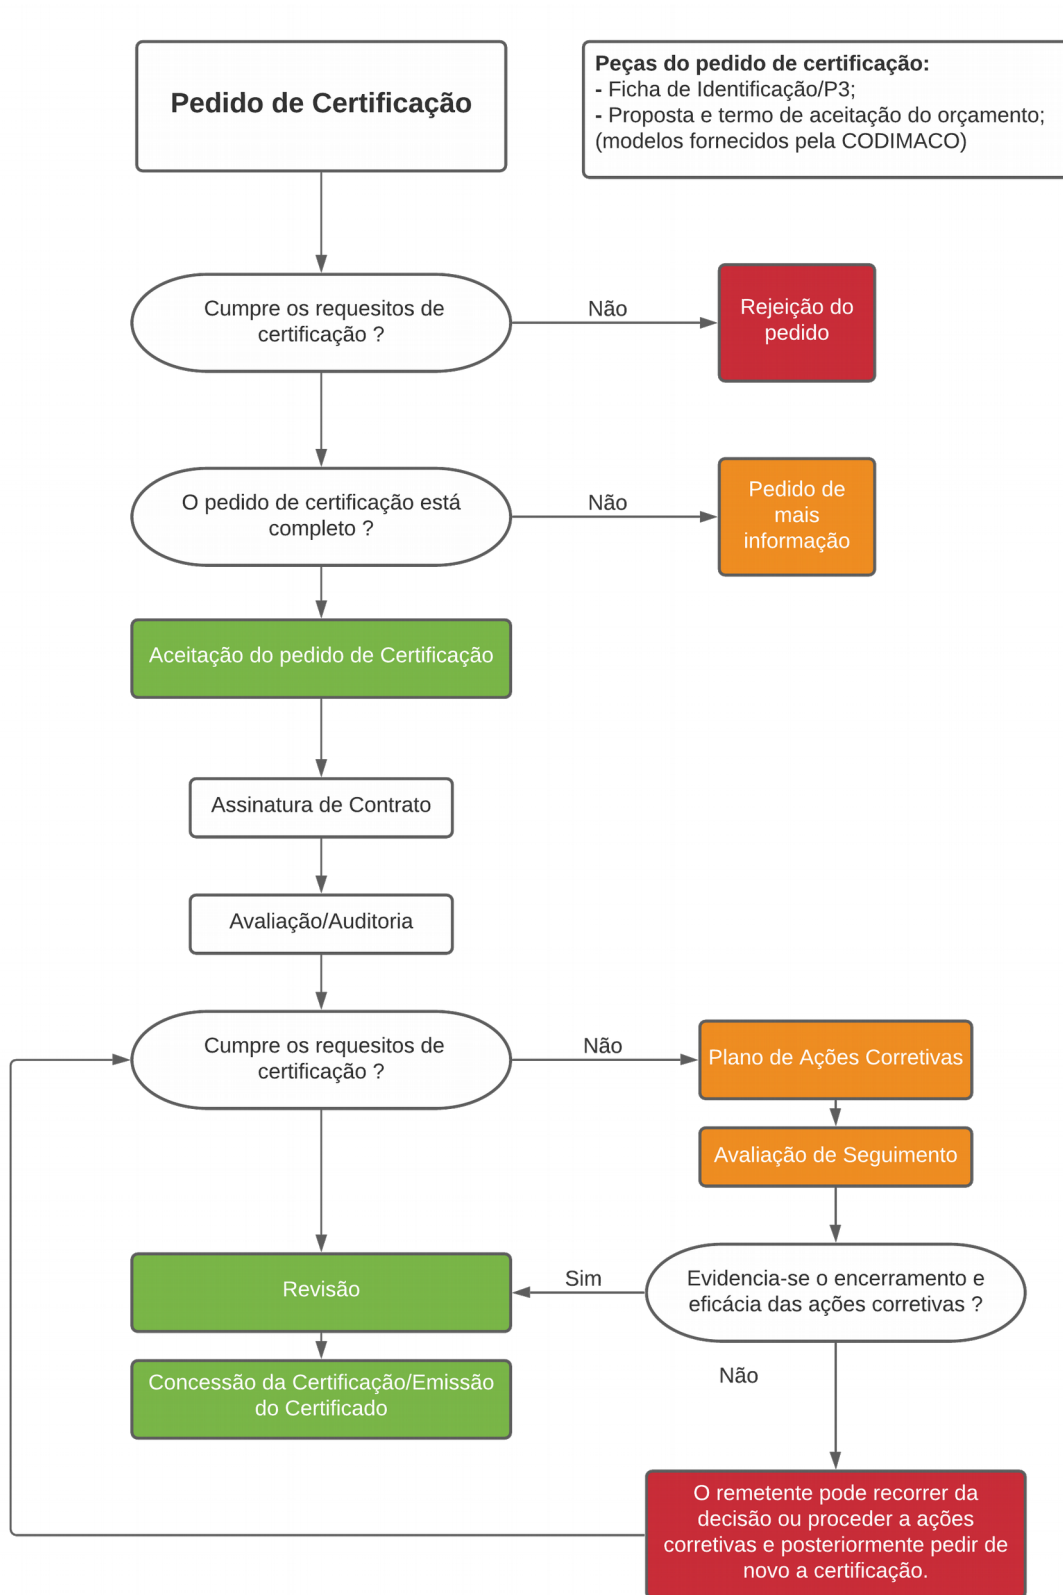 Pedido de Certificação
Peças do pedido de certificação:
- Ficha de Identificação/P3;
- Proposta e termo de aceitação do orçamento;
(modelos fornecidos pela CODIMACO)
Cumpre os requesitos de
certificação ?
Não
Rejeição do
pedido
O pedido de certificação está
completo ?
Não
Pedido de
mais
informação
Aceitação do pedido de Certificação
Assinatura de Contrato
Avaliação/Auditoria
Cumpre os requesitos de
certificação ?
Não
Plano de Ações Corretivas
Avaliação de Seguimento
Evidencia-se o encerramento e
eficácia das ações corretivas ?
Sim
Revisão
Concessão da Certificação/Emissão
do Certificado
Não
O remetente pode recorrer da
decisão ou proceder a ações
corretivas e posteriormente pedir de
novo a certificação.